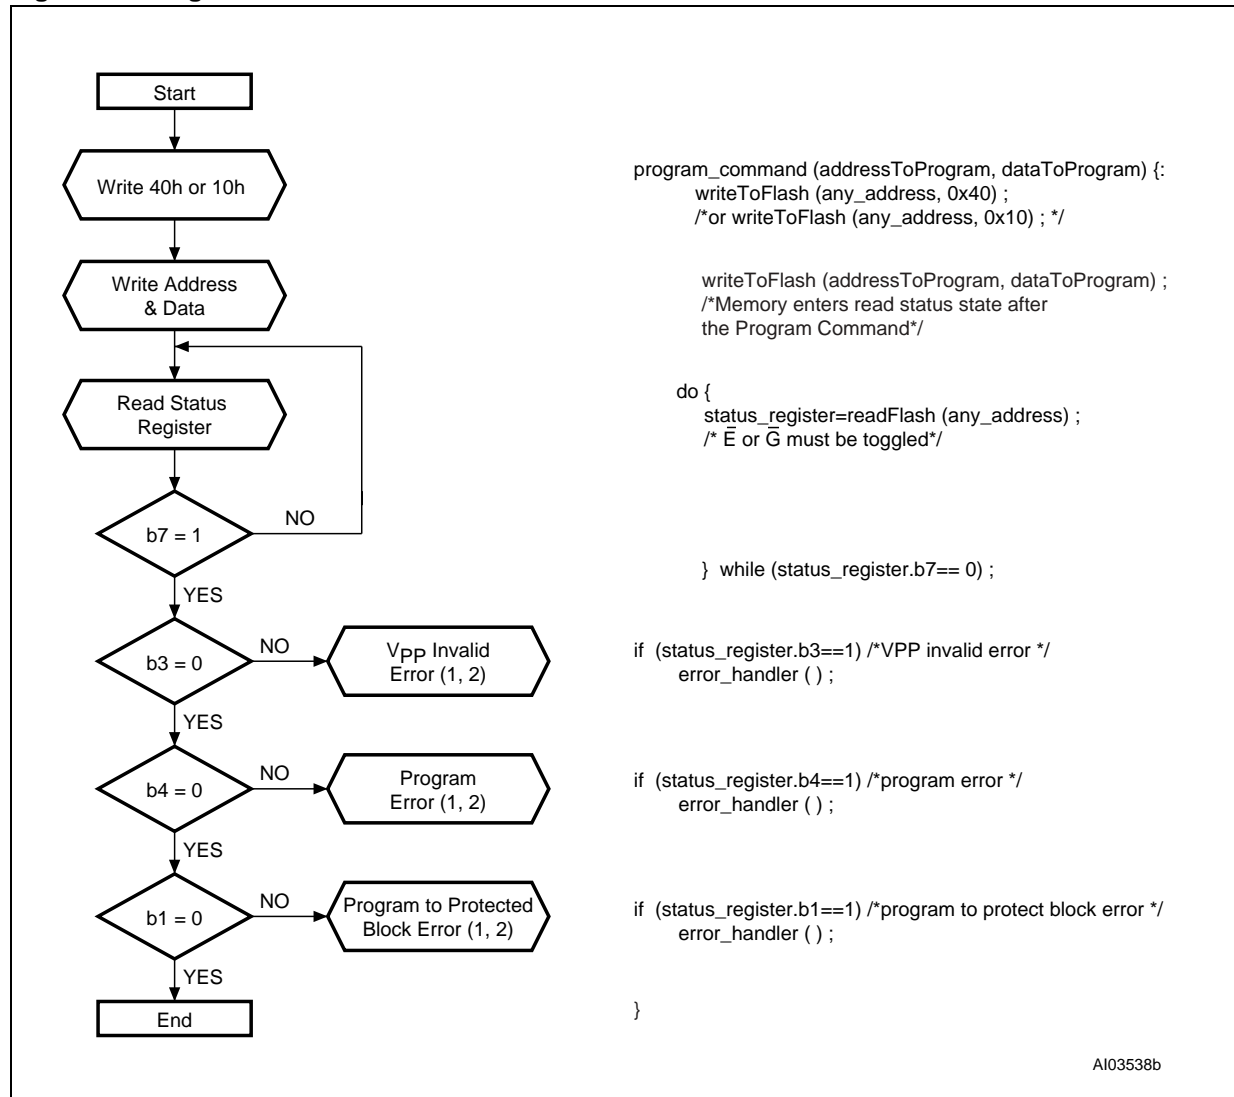 Start
Write 40h or 10h
Write Address
& Data
Read Status
Register
b7 = 1
NO
YES
b3 = 0
NO
VPP Invalid
Error (1, 2)
YES
b4 = 0
NO
Program
Error (1, 2)
YES
b1 = 0
NO
Program to Protected
Block Error (1, 2)
YES
End
program_command (addressToProgram, dataToProgram) {:
writeToFlash (any_address, 0x40) ;
/*or writeToFlash (any_address, 0x10) ; */
writeToFlash (addressToProgram, dataToProgram) ;
/*Memory enters read status state after
the Program Command*/
do {
status_register=readFlash (any_address) ;
/* E̅ or G̅ must be toggled*/
} while (status_register.b7== 0) ;
if (status_register.b3==1) /*VPP invalid error */
error_handler ( ) ;
if (status_register.b4==1) /*program error */
error_handler ( ) ;
if (status_register.b1==1) /*program to protect block error */
error_handler ( ) ;
}
AI03538b